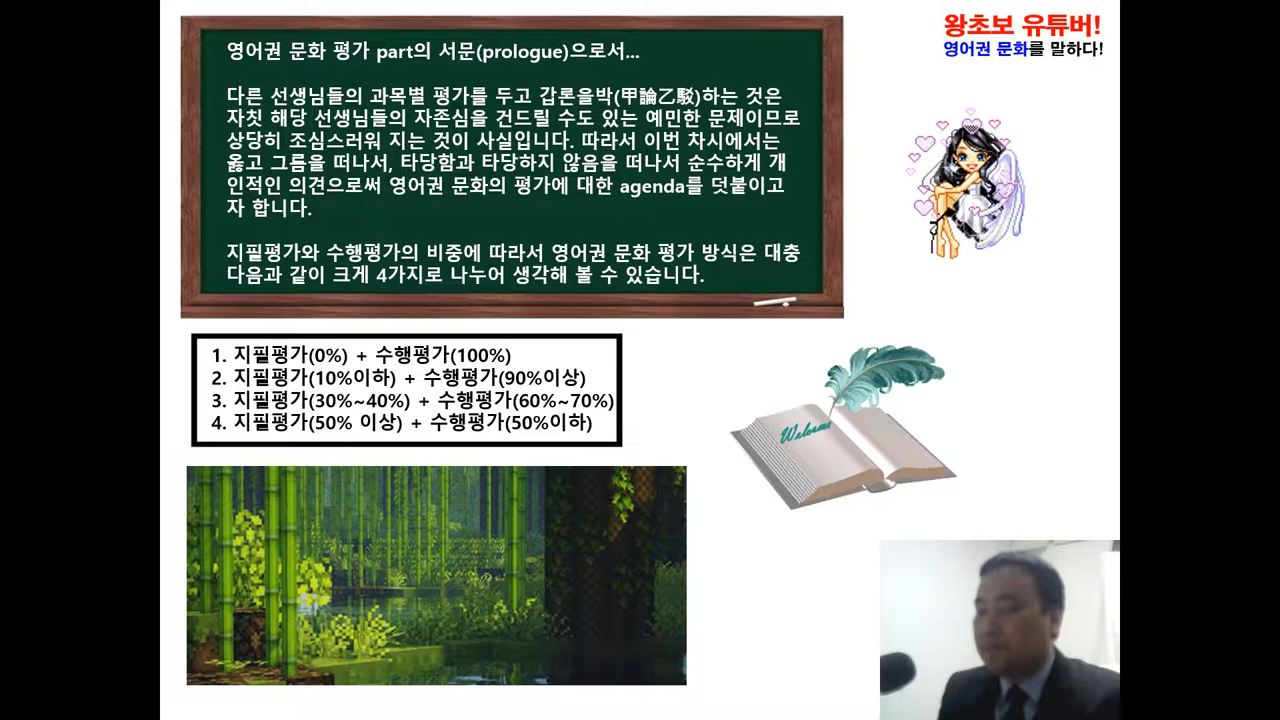 왕초보 유튜버!
영어권 문화를 말하다!
영어권 문화 평가 part의 서문(prologue)으로서...
다른 선생님들의 과목별 평가를 두고 갑론을박(甲論乙駁)하는 것은
자칫 해당 선생님들의 자존심을 건드릴 수도 있는 예민한 문제이므로
상당히 조심스러워 지는 것이 사실입니다. 따라서 이번 차시에서는
옳고 그름을 떠나서, 타당함과 타당하지 않음을 떠나서 순수하게 개
인적인 의견으로써 영어권 문화의 평가에 대한 agenda를 덧붙이고
자 합니다.
지필평가와 수행평가의 비중에 따라서 영어권 문화 평가 방식은 대충
다음과 같이 크게 4가지로 나누어 생각해 볼 수 있습니다.
1. 지필평가(0%) + 수행평가(100%)
2. 지필평가(10%이하) + 수행평가(90%이상)
3. 지필평가(30%~40%) + 수행평가(60%~70%)
4. 지필평가(50% 이상) + 수행평가(50%이하)
Welcome